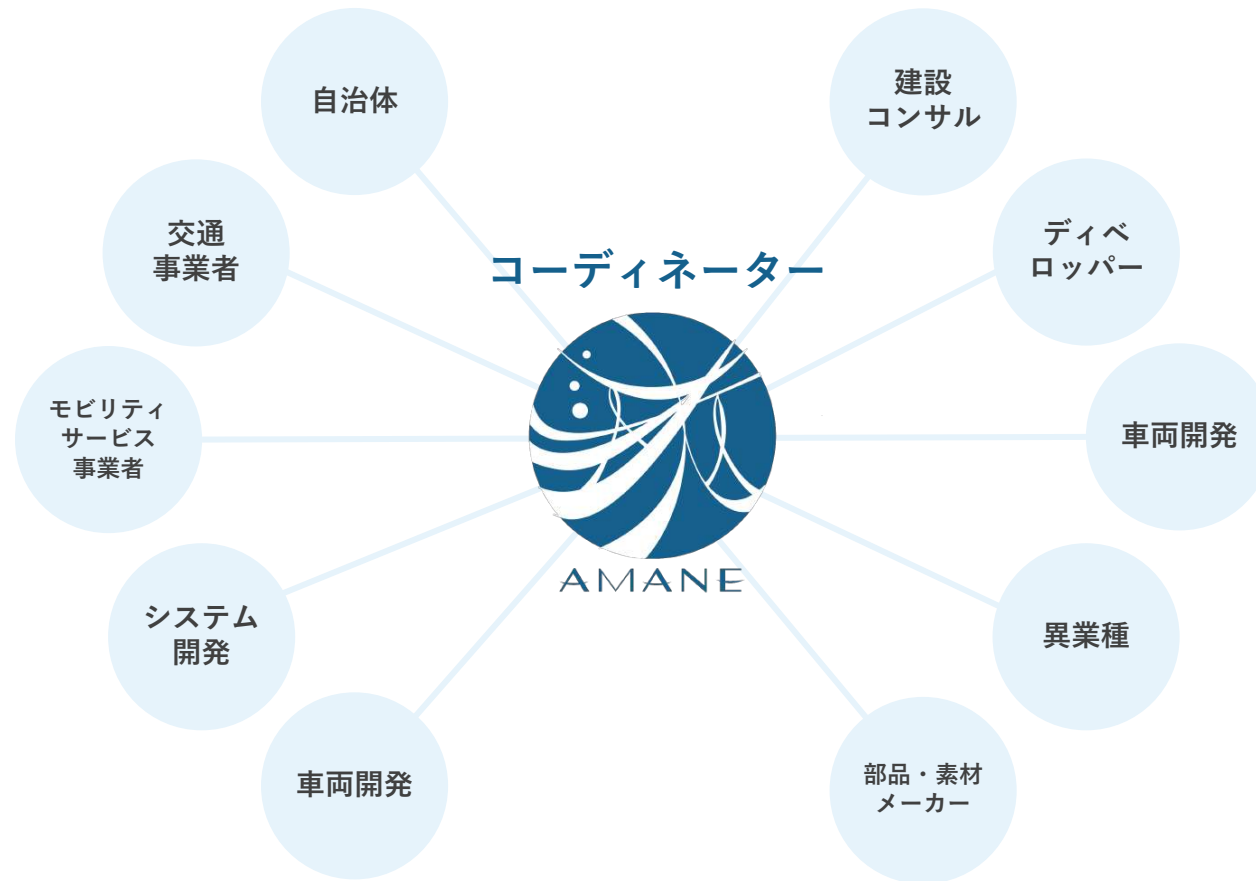 自治体
建設
コンサル
交通
事業者
ディベ
ロッパー
コーディネーター
モビリティ
サービス
事業者
車両開発
AMANE
システム
開発
異業種
車両開発
部品・素材
メーカー